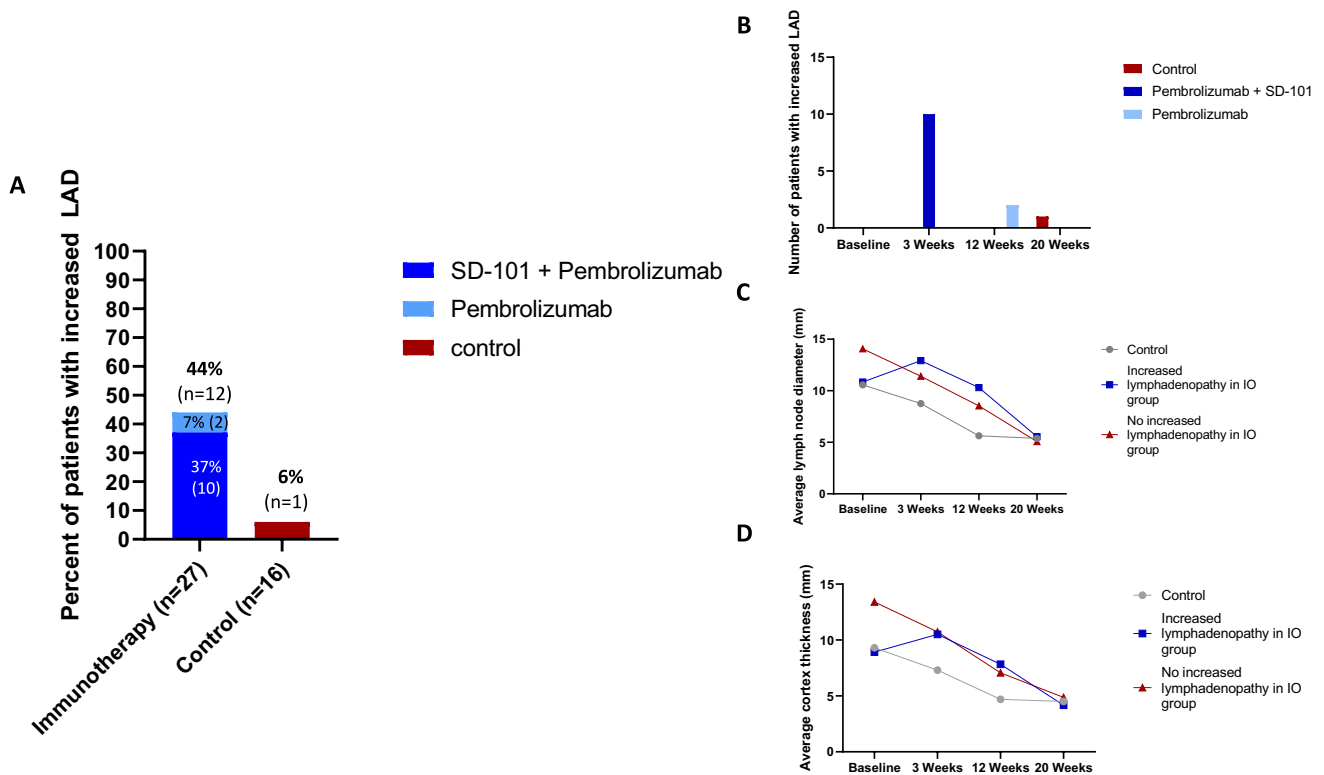 A
Percent of patients with increased LAD
100
90
80
70
60
50
40
30
20
10
0
44%
(n=12)
7% (2)
37%
(10)
6%
(n=1)
Immunotherapy (n=27)
Control (n=16)
SD-101 + Pembrolizumab
Pembrolizumab
control
B
Number of patients with increased LAD
15
10
5
0
Baseline 3 Weeks 12 Weeks 20 Weeks
Control
Pembrolizumab + SD-101
Pembrolizumab
C
Average lymph node diameter (mm)
15
10
5
0
Baseline 3 Weeks 12 Weeks 20 Weeks
Control
Increased
lymphadenopathy in IO
group
No increased
lymphadenopathy in IO
group
D
Average cortex thickness (mm)
15
10
5
0
Baseline 3 Weeks 12 Weeks 20 Weeks
Control
Increased
lymphadenopathy in IO
group
No increased
lymphadenopathy in IO
group